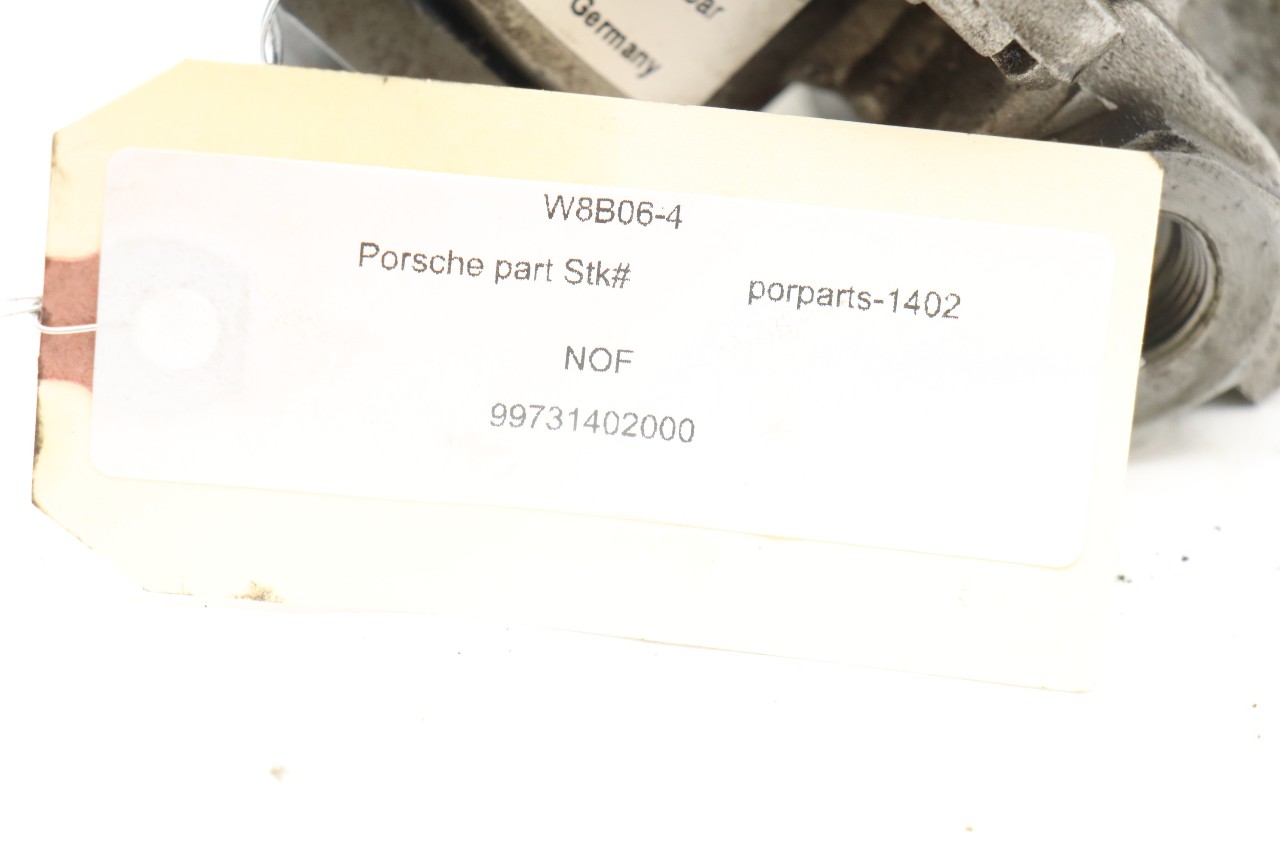 Germany
W8B06-4
Porsche part Stk# porparts-1402
NOF
99731402000